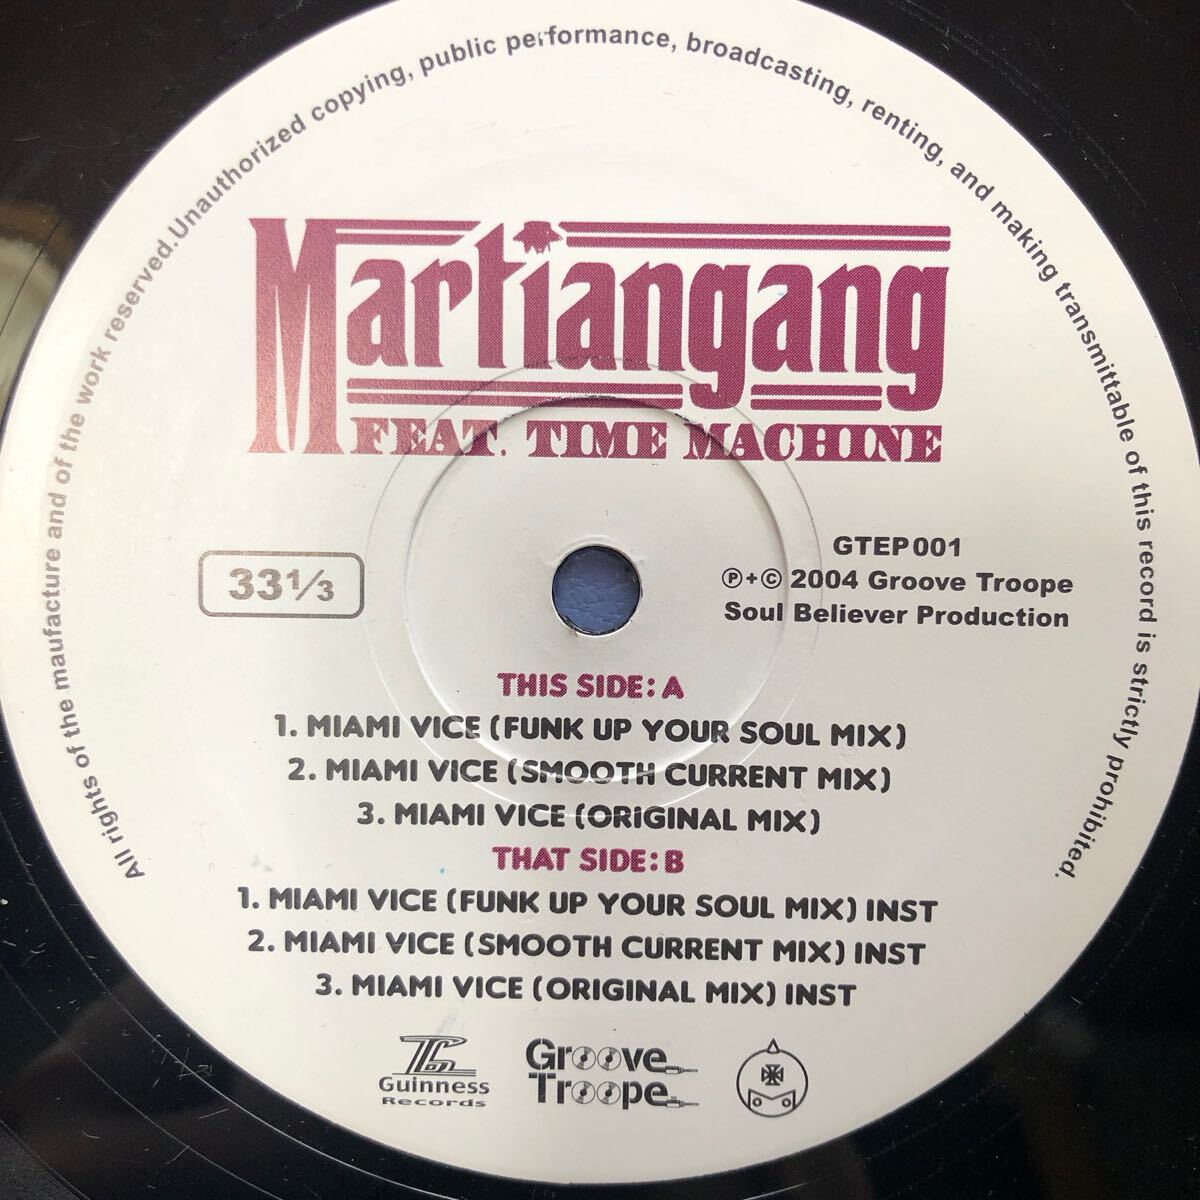 All rights of the maufacture and of the work reserved. Unauthorized copying, public performance, broadcasting, renting, and making transmittable of this record is strictly prohibited.
Martiangang
FEAT. TIME MACHINE
33⅓
GTEP001
Ⓟ+© 2004 Groove Troope
Soul Believer Production
THIS SIDE: A
1. MIAMI VICE (FUNK UP YOUR SOUL MIX)
2. MIAMI VICE (SMOOTH CURRENT MIX)
3. MIAMI VICE (ORIGINAL MIX)
THAT SIDE: B
1. MIAMI VICE (FUNK UP YOUR SOUL MIX) INST
2. MIAMI VICE (SMOOTH CURRENT MIX) INST
3. MIAMI VICE (ORIGINAL MIX) INST
Guinness
Records
Groove
Troope